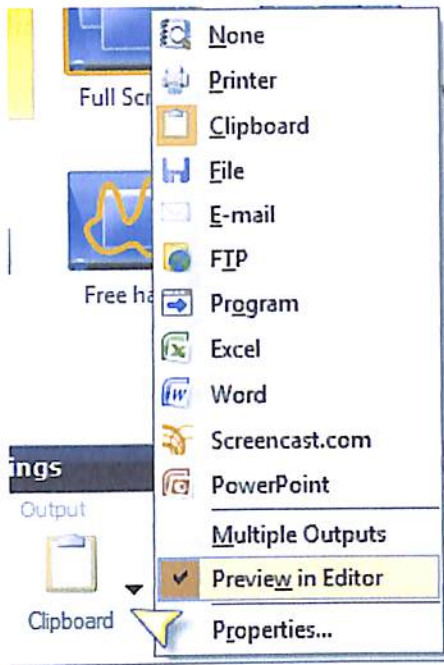 None
Printer
Full Scr
Clipboard
File
E-mail
FTP
Free ha
Program
Excel
Word
Screencast.com
ings
PowerPoint
Output
Multiple Outputs
Preview in Editor
Clipboard
Properties...